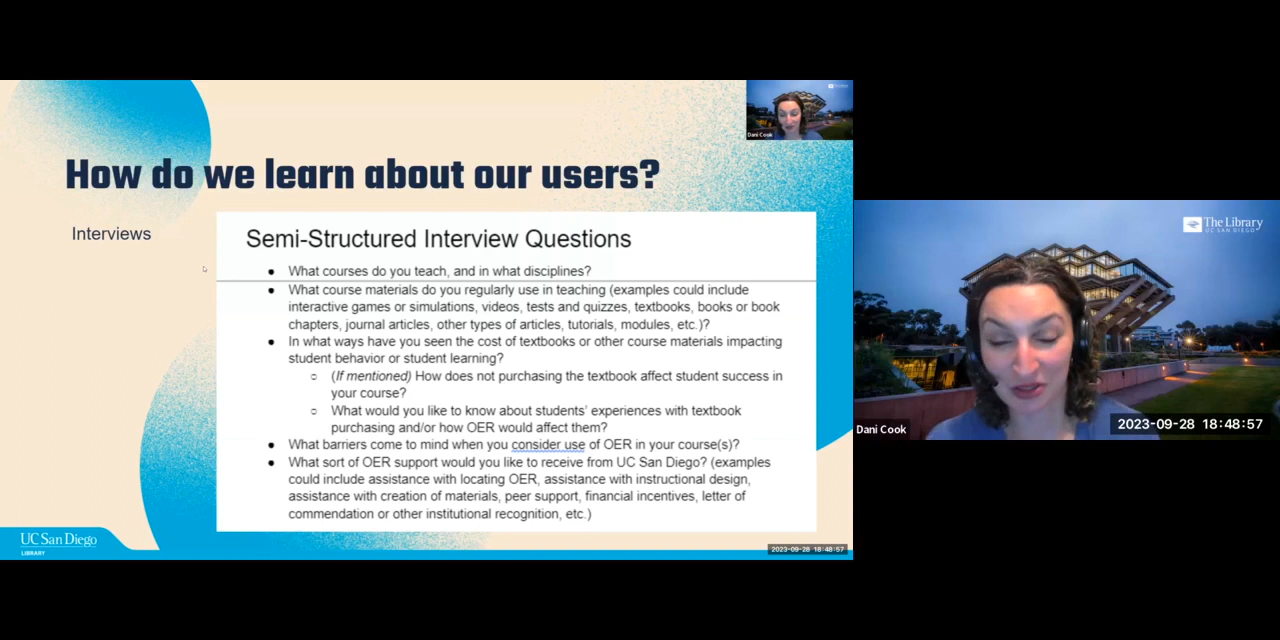 Dani Cook
How do we learn about our users?
Interviews
Semi-Structured Interview Questions
● What courses do you teach, and in what disciplines?
● What course materials do you regularly use in teaching (examples could include
interactive games or simulations, videos, tests and quizzes, textbooks, books or book
chapters, journal articles, other types of articles, tutorials, modules, etc.)?
● In what ways have you seen the cost of textbooks or other course materials impacting
student behavior or student learning?
○ (If mentioned) How does not purchasing the textbook affect student success in
your course?
○ What would you like to know about students' experiences with textbook
purchasing and/or how OER would affect them?
● What barriers come to mind when you consider use of OER in your course(s)?
● What sort of OER support would you like to receive from UC San Diego? (examples
could include assistance with locating OER, assistance with instructional design,
assistance with creation of materials, peer support, financial incentives, letter of
commendation or other institutional recognition, etc.)
UC San Diego
LIBRARY
2023-09-28 18:48:57
The Library
UC SAN DIEGO
Dani Cook
2023-09-28 18:48:57